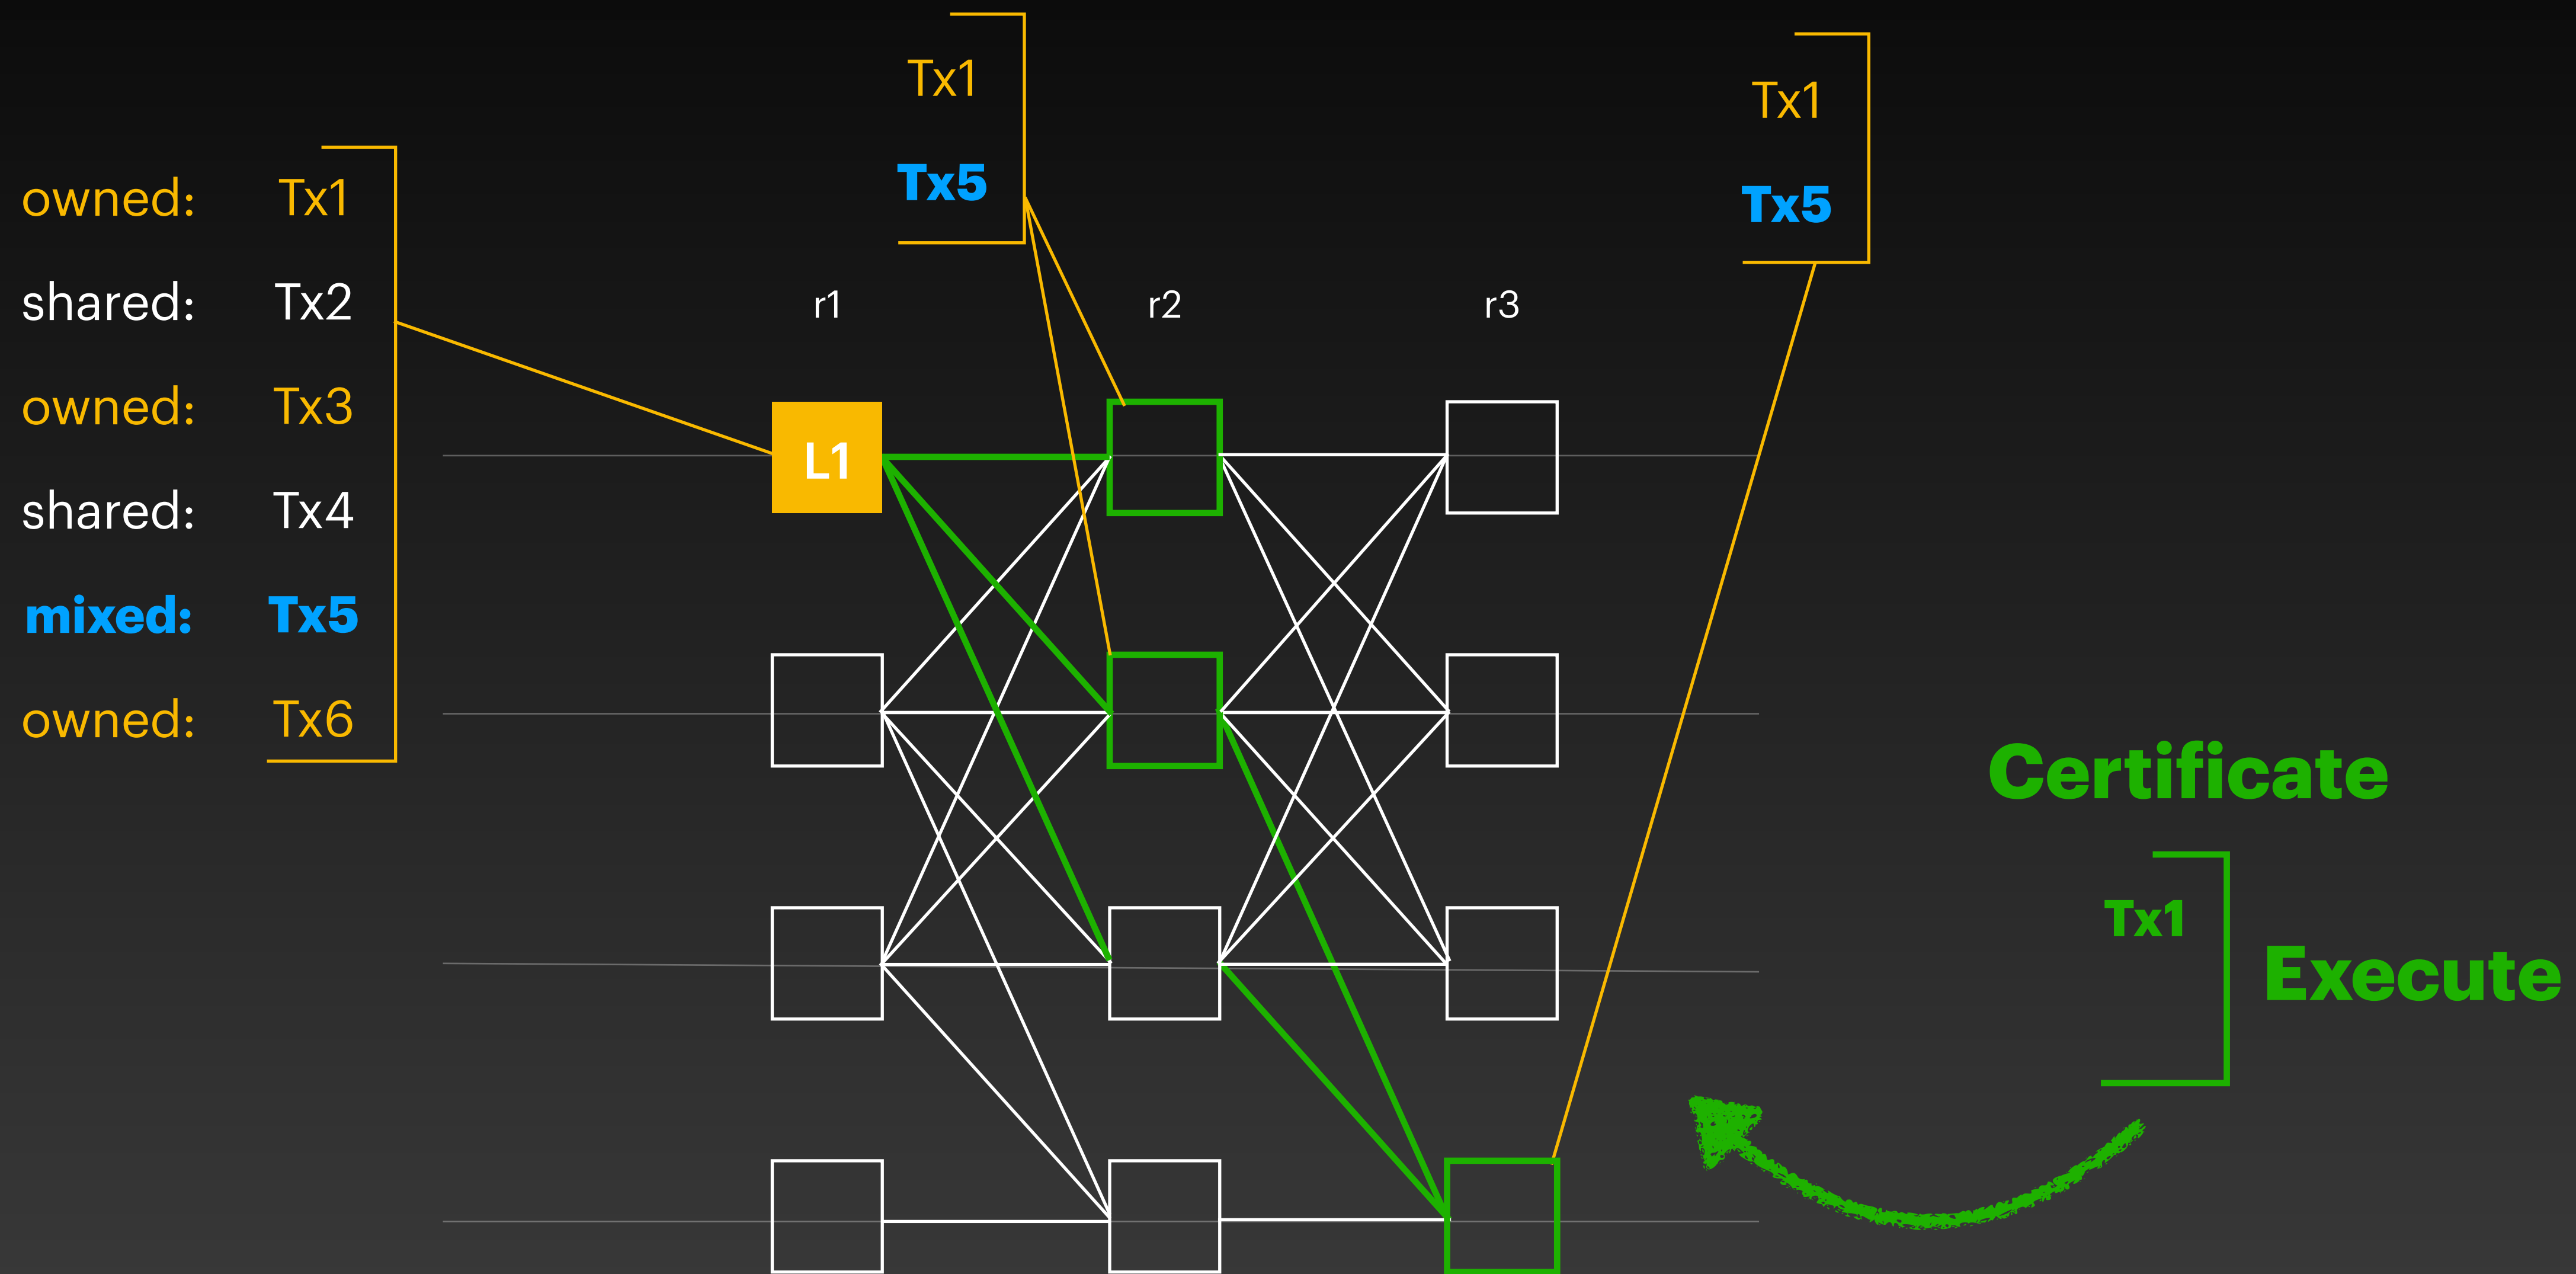 Tx1
Tx5
Tx1
Tx5
owned: Tx1
shared: Tx2
owned: Tx3
shared: Tx4
mixed: Tx5
owned: Tx6
r1 r2 r3
L1
Certificate
Tx1
Execute